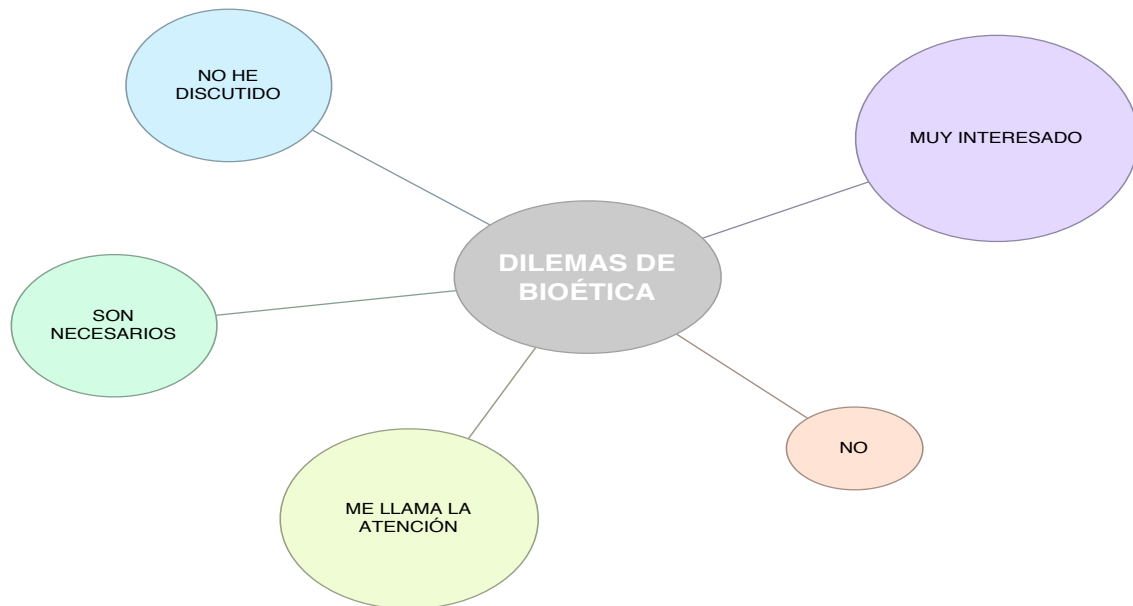 NO HE
DISCUTIDO
MUY INTERESADO
DILEMAS DE
BIOÉTICA
SON
NECESARIOS
NO
ME LLAMA LA
ATENCIÓN